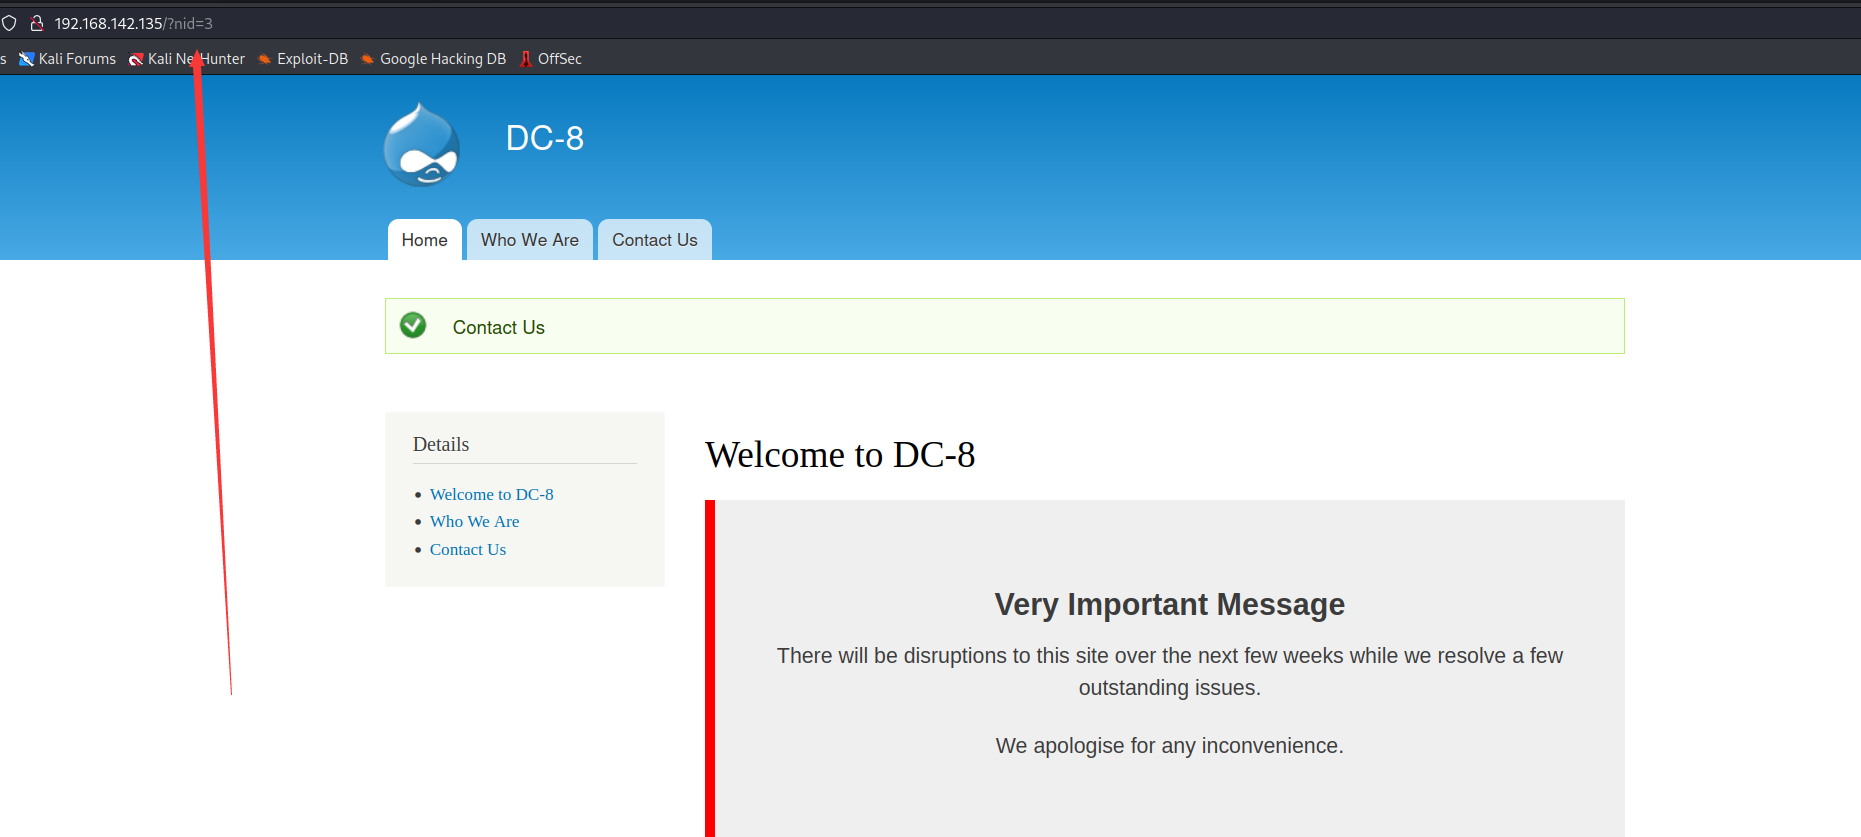 192.168.142.135/?nid=3
s Kali Forums Kali NetHunter Exploit-DB Google Hacking DB OffSec
DC-8
Home Who We Are Contact Us
Contact Us
Details
Welcome to DC-8
Who We Are
Contact Us
Welcome to DC-8
Very Important Message
There will be disruptions to this site over the next few weeks while we resolve a few
outstanding issues.
We apologise for any inconvenience.